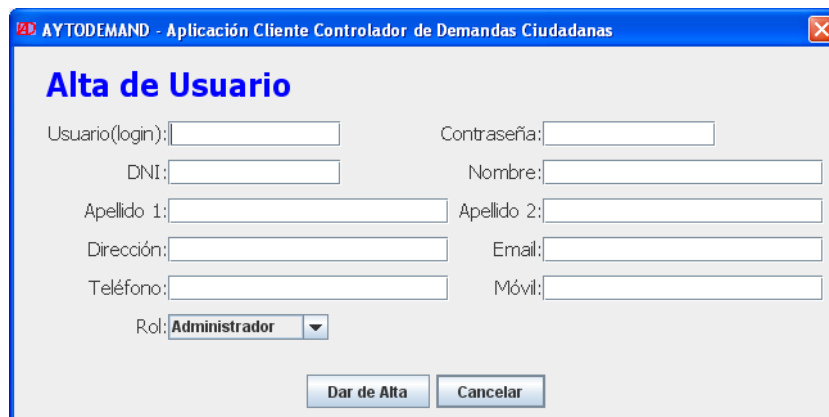 AYTODEMAND - Aplicación Cliente Controlador de Demandas Ciudadanas
Alta de Usuario
Usuario(login): Contraseña:
DNI: Nombre:
Apellido 1: Apellido 2:
Dirección: Email:
Teléfono: Móvil:
Rol: Administrador
Dar de Alta Cancelar